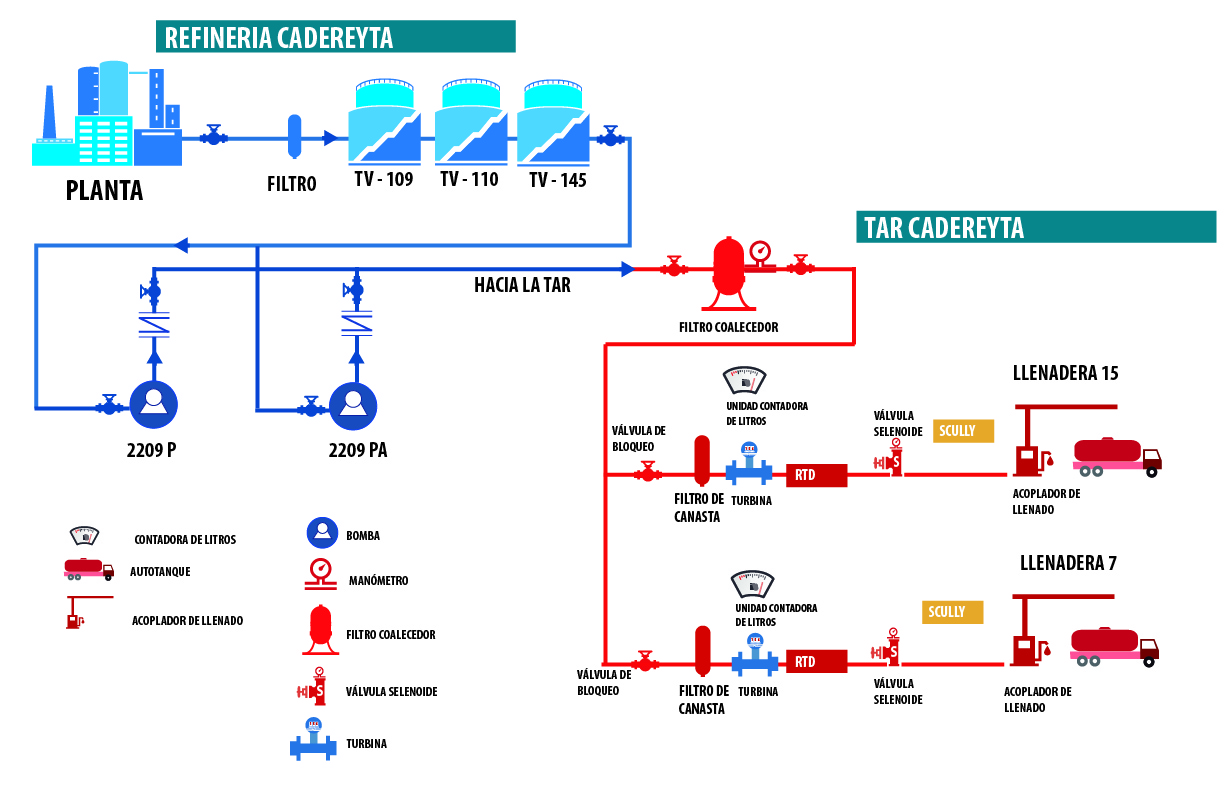 REFINERIA CADEREYTA
PLANTA
FILTRO
TV - 109
TV - 110
TV - 145
TAR CADEREYTA
HACIA LA TAR
FILTRO COALECEDOR
2209 P
2209 PA
UNIDAD CONTADORA
DE LITROS
LLENADERA 15
VÁLVULA DE
BLOQUEO
VÁLVULA
SELENOIDE
SCULLY
RTD
S
FILTRO DE
CANASTA
TURBINA
ACOPLADOR DE
LLENADO
UNIDAD CONTADORA
DE LITROS
LLENADERA 7
SCULLY
VÁLVULA DE
BLOQUEO
RTD
S
FILTRO DE
CANASTA
TURBINA
VÁLVULA
SELENOIDE
ACOPLADOR DE
LLENADO
CONTADORA DE LITROS
AUTOTANQUE
ACOPLADOR DE LLENADO
BOMBA
MANÓMETRO
FILTRO COALECEDOR
S
VÁLVULA SELENOIDE
TURBINA